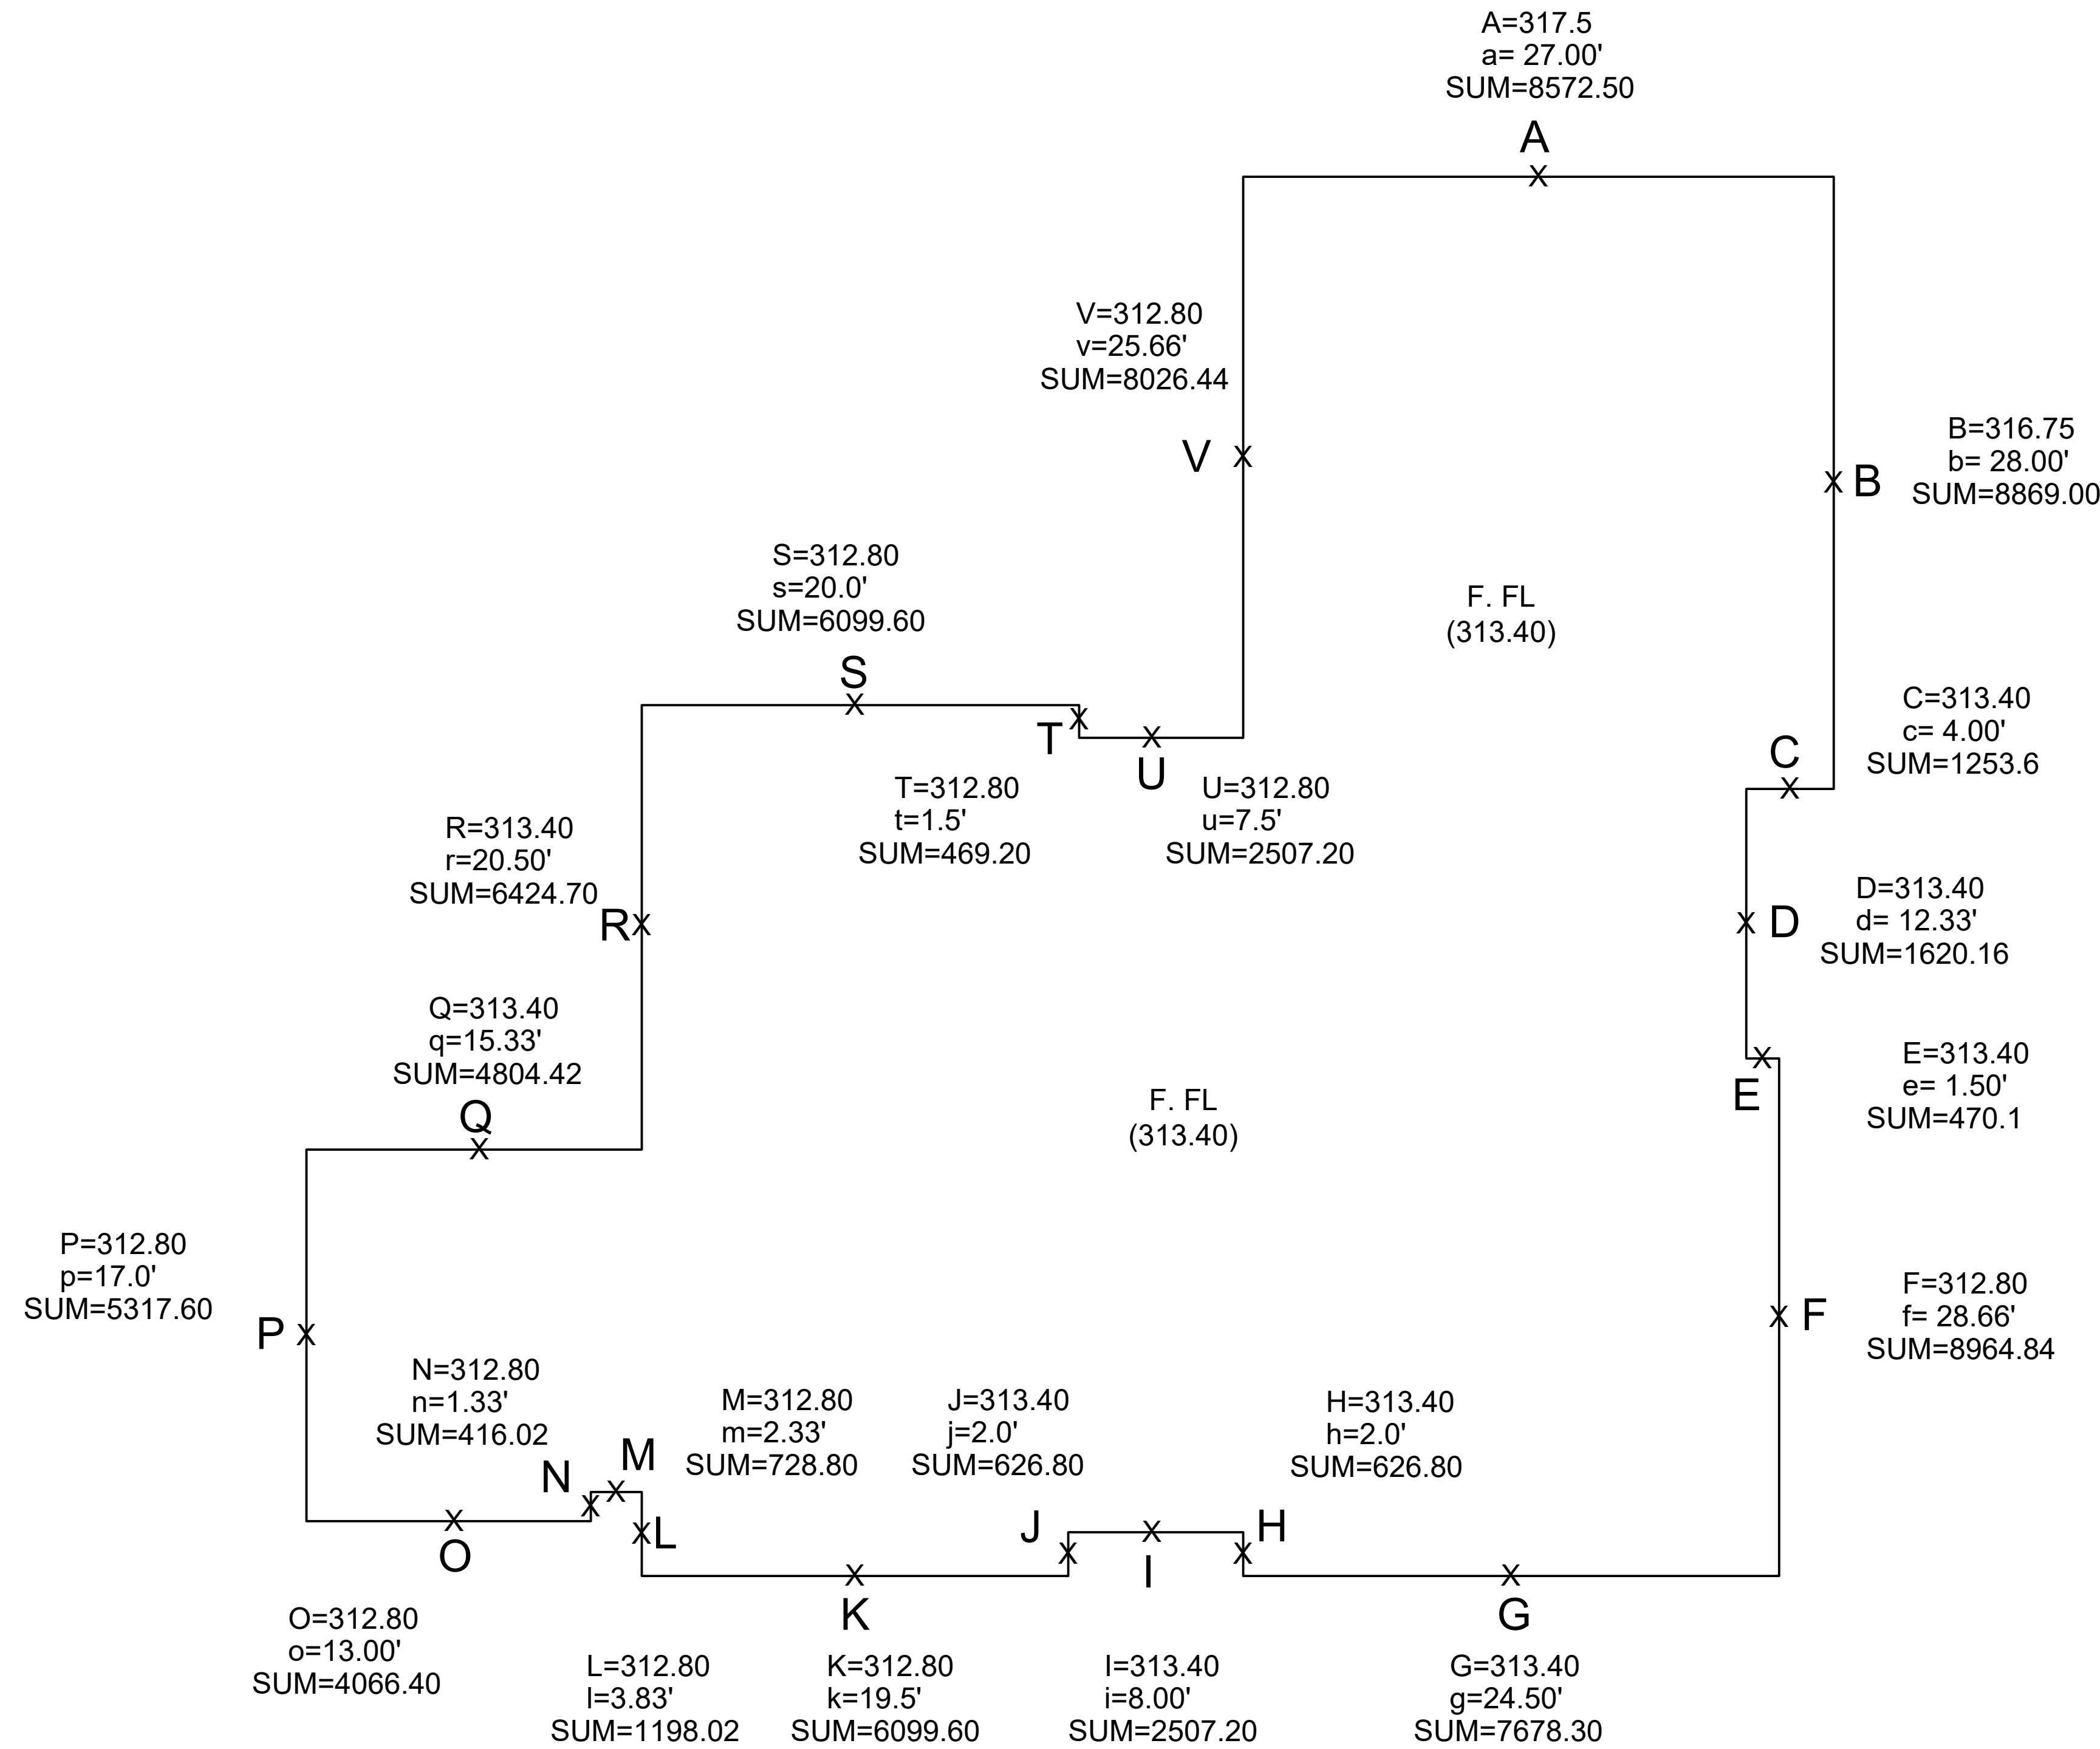 A=317.5
a= 27.00'
SUM=8572.50
A
V=312.80
v=25.66'
SUM=8026.44
V
B=316.75
b= 28.00'
SUM=8869.00
B
S=312.80
s=20.0'
SUM=6099.60
S
F. FL
(313.40)
T
U
C=313.40
c= 4.00'
SUM=1253.6
C
T=312.80
t=1.5'
SUM=469.20
U=312.80
u=7.5'
SUM=2507.20
R=313.40
r=20.50'
SUM=6424.70
R
D=313.40
d= 12.33'
SUM=1620.16
D
Q=313.40
q=15.33'
SUM=4804.42
Q
E=313.40
e= 1.50'
SUM=470.1
E
F. FL
(313.40)
P=312.80
p=17.0'
SUM=5317.60
P
F=312.80
f= 28.66'
SUM=8964.84
F
N=312.80
n=1.33'
SUM=416.02
N
M
M=312.80
m=2.33'
SUM=728.80
J=313.40
j=2.0'
SUM=626.80
H=313.40
h=2.0'
SUM=626.80
O
L
J
I
H
K
G
O=312.80
o=13.00'
SUM=4066.40
L=312.80
l=3.83'
SUM=1198.02
K=312.80
k=19.5'
SUM=6099.60
I=313.40
i=8.00'
SUM=2507.20
G=313.40
g=24.50'
SUM=7678.30